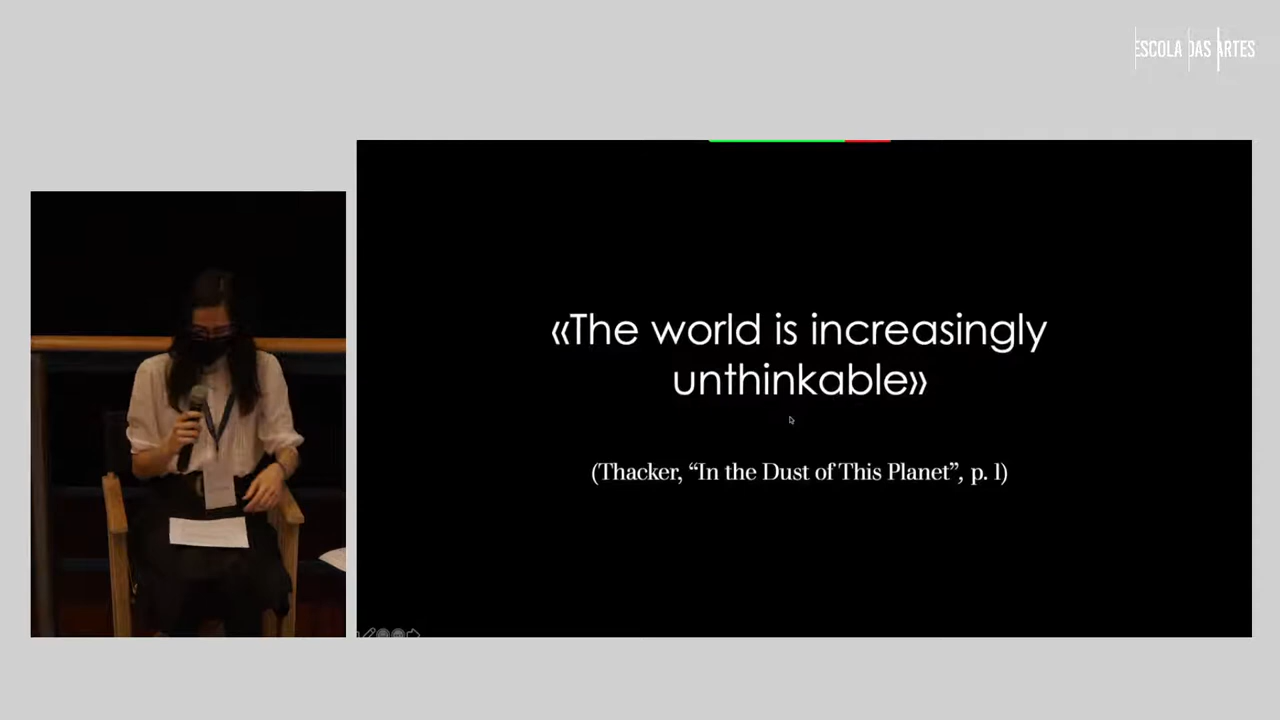 ESCOLA DAS ARTES
«The world is increasingly
unthinkable»
(Thacker, “In the Dust of This Planet”, p. 1)